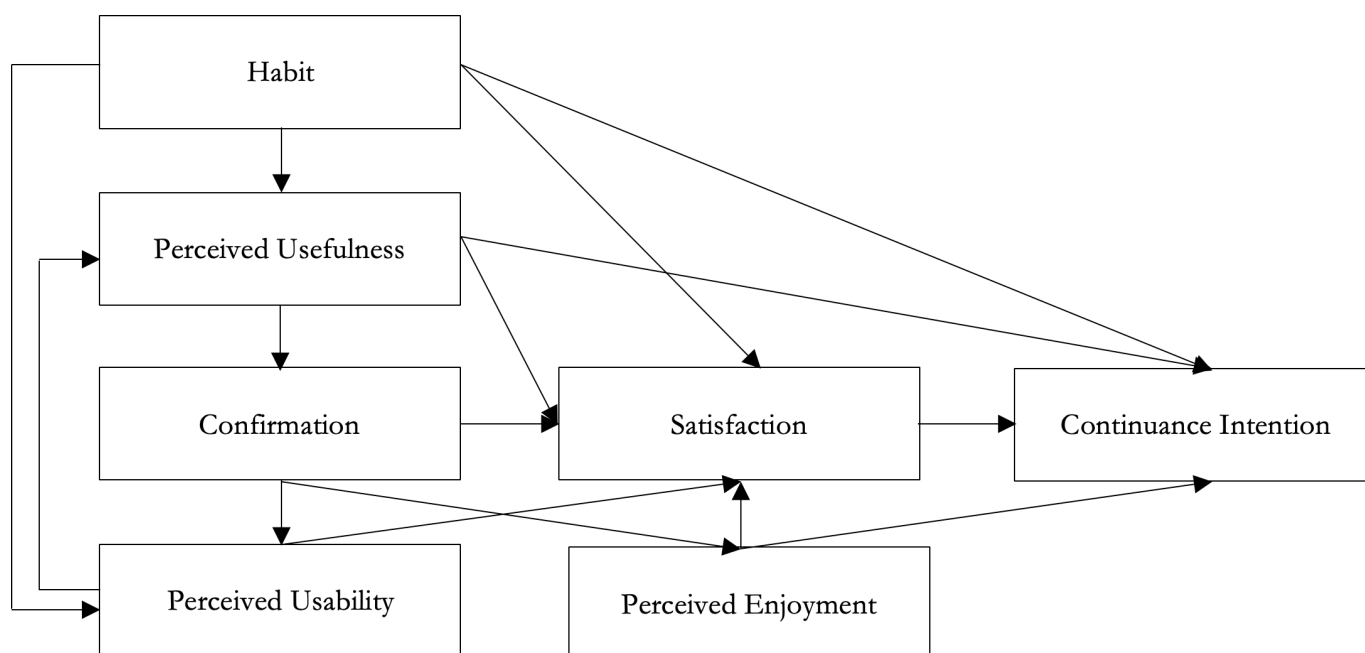 Habit
Perceived Usefulness
Confirmation
Satisfaction
Continuance Intention
Perceived Usability
Perceived Enjoyment